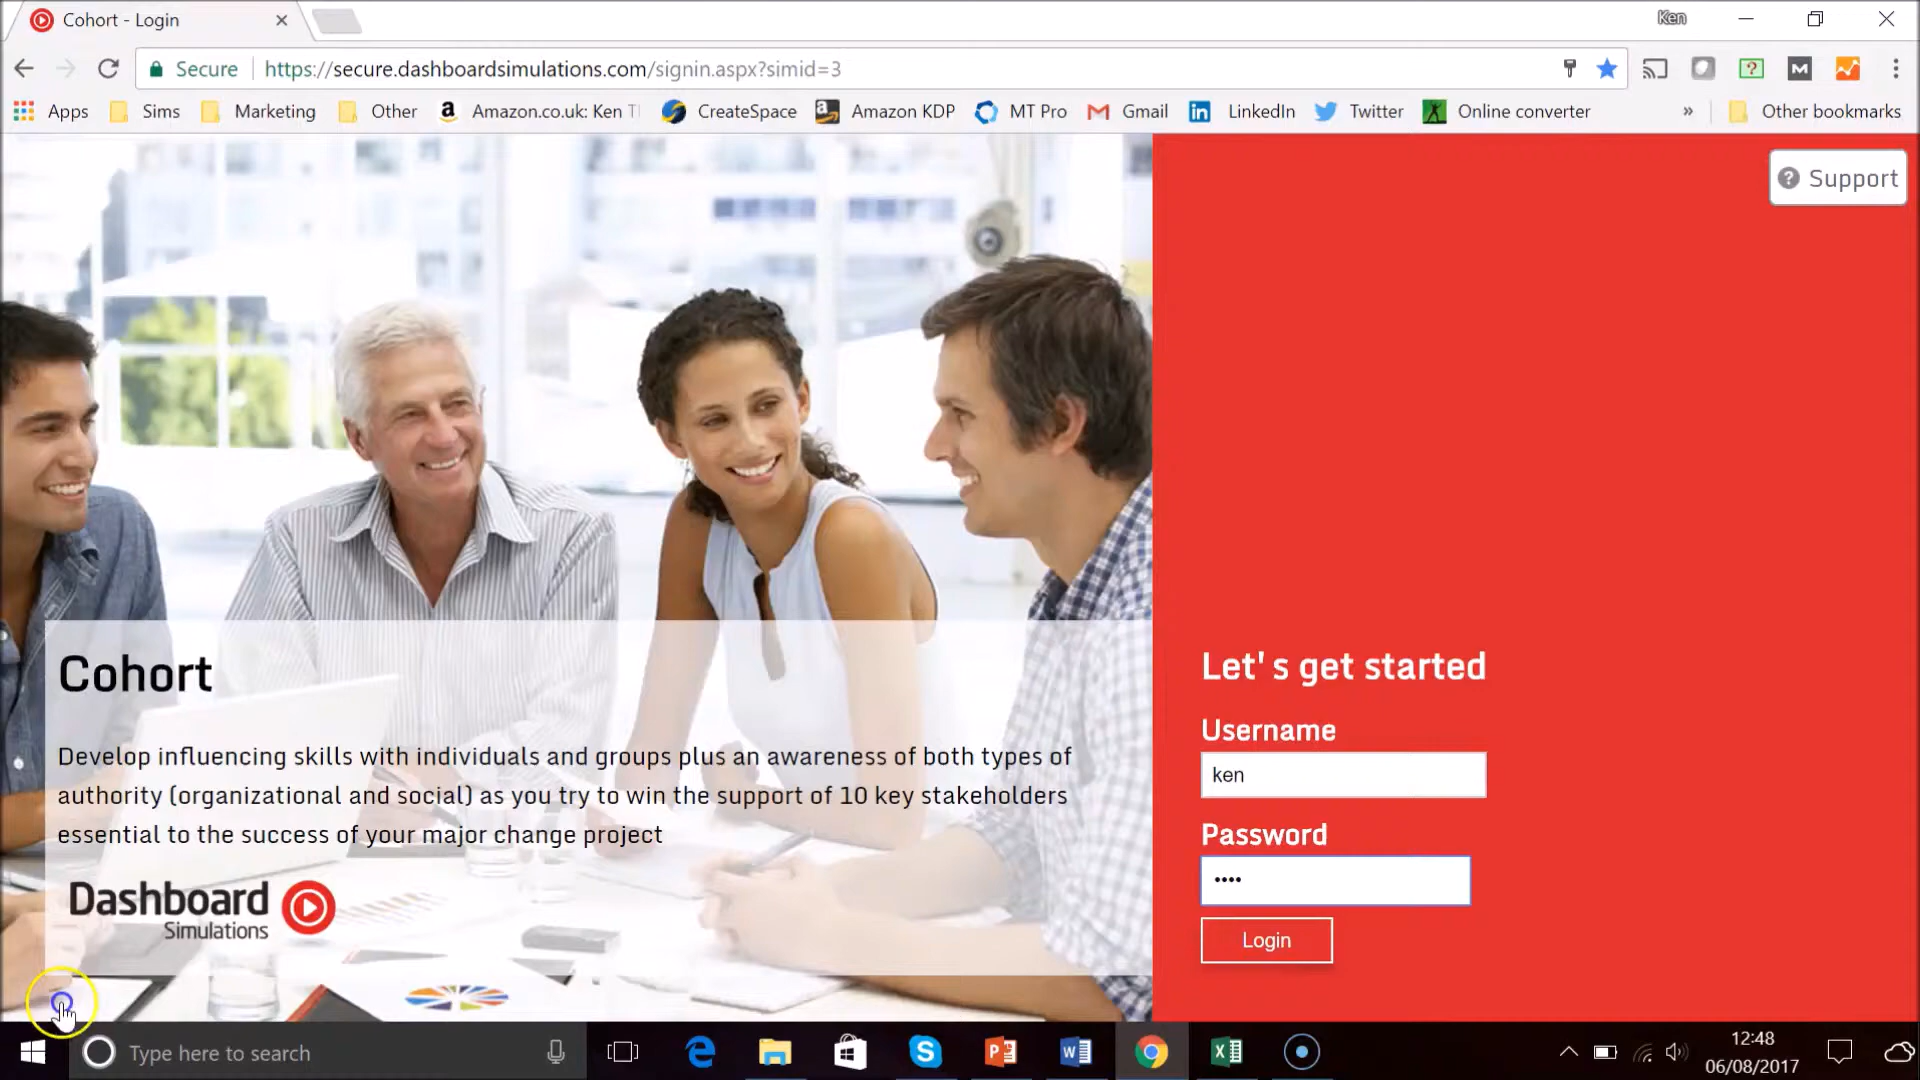 Cohort - Login
Ken
Secure
https://secure.dashboardsimulations.com/signin.aspx?simid=3
Apps
Sims
Marketing
Other
Amazon.co.uk: Ken
CreateSpace
Amazon KDP
MT Pro
Gmail
LinkedIn
Twitter
Online converter
»
Other bookmarks
Support
Cohort
Develop influencing skills with individuals and groups plus an awareness of both types of
authority (organizational and social) as you try to win the support of 10 key stakeholders
essential to the success of your major change project
Dashboard
Simulations
Let's get started
Username
ken
Password
••••
Login
Type here to search
12:48
06/08/2017